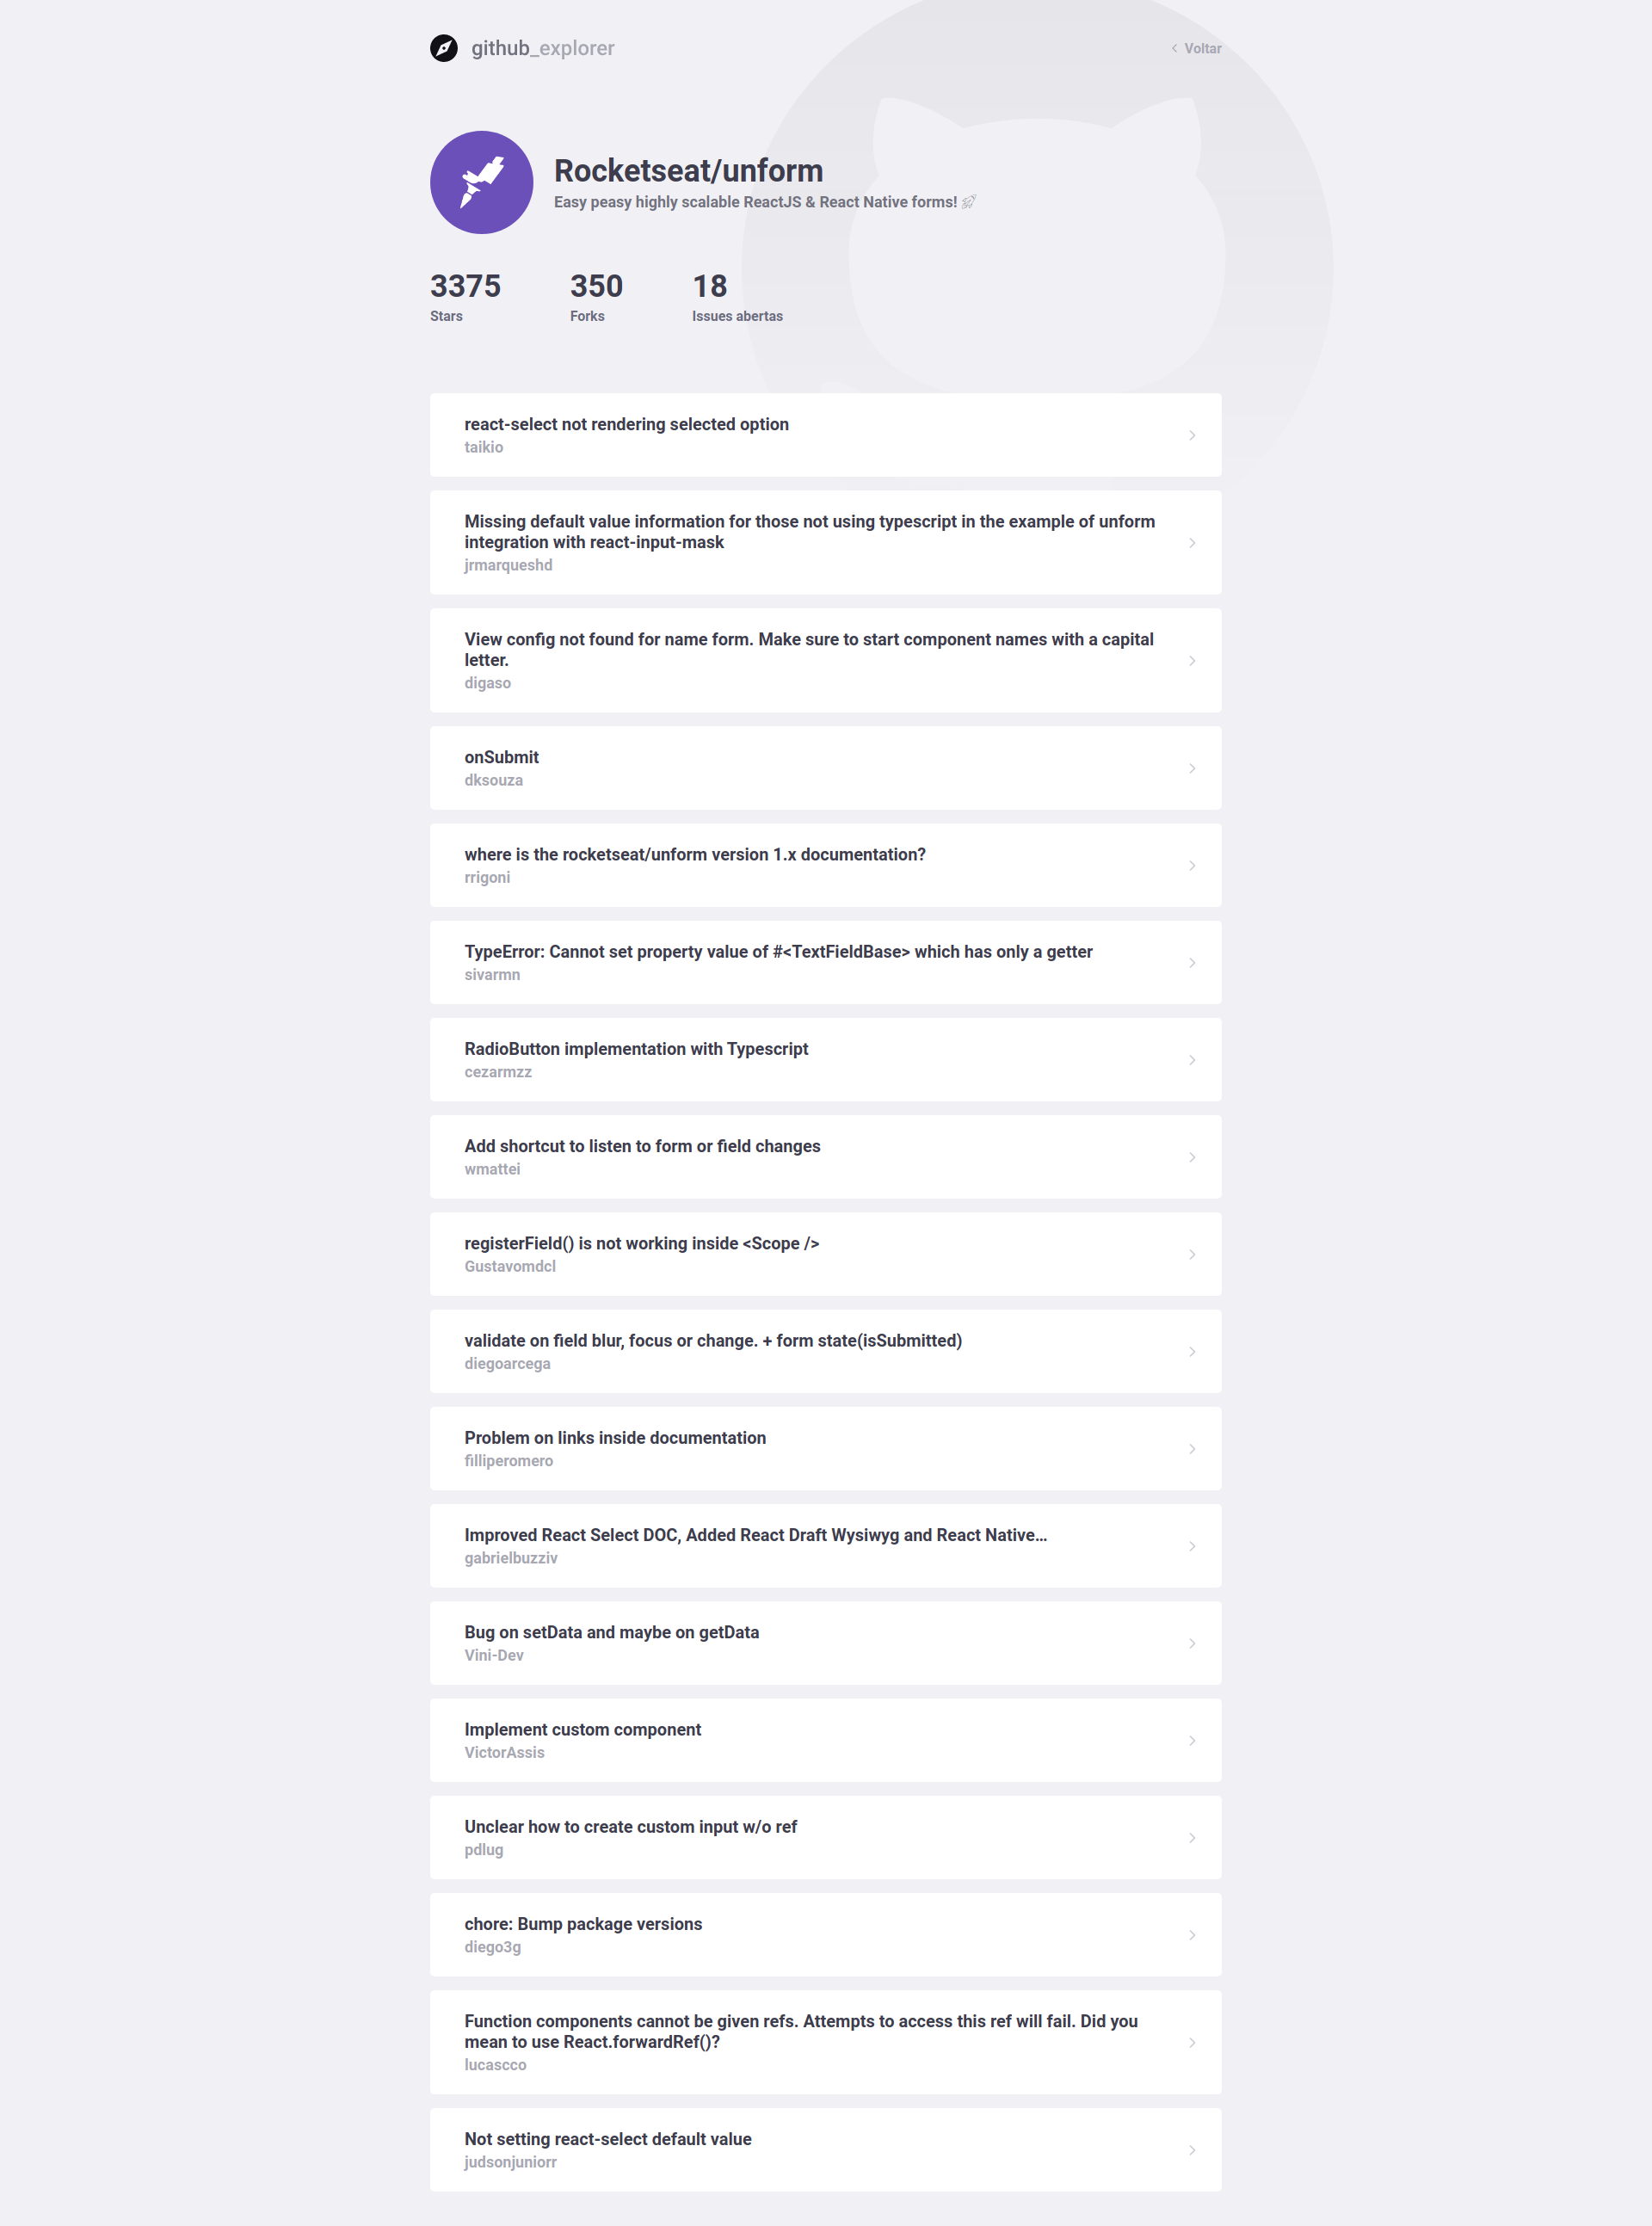 github_explorer
Voltar
Rocketseat/unform
Easy peasy highly scalable ReactJS & React Native forms! 🚀
3375 350 18
Stars Forks Issues abertas
react-select not rendering selected option
taikio
Missing default value information for those not using typescript in the example of unform
integration with react-input-mask
jrmarqueshd
View config not found for name form. Make sure to start component names with a capital
letter.
digaso
onSubmit
dksouza
where is the rocketseat/unform version 1.x documentation?
rrigoni
TypeError: Cannot set property value of #<TextFieldBase> which has only a getter
sivarmn
RadioButton implementation with Typescript
cezarmzz
Add shortcut to listen to form or field changes
wmattei
registerField() is not working inside <Scope />
Gustavomdcl
validate on field blur, focus or change. + form state(isSubmitted)
diegoarcega
Problem on links inside documentation
filliperomero
Improved React Select DOC, Added React Draft Wysiwyg and React Native…
gabrielbuzziv
Bug on setData and maybe on getData
Vini-Dev
Implement custom component
VictorAssis
Unclear how to create custom input w/o ref
pdlug
chore: Bump package versions
diego3g
Function components cannot be given refs. Attempts to access this ref will fail. Did you
mean to use React.forwardRef()?
lucascco
Not setting react-select default value
judsonjuniorr